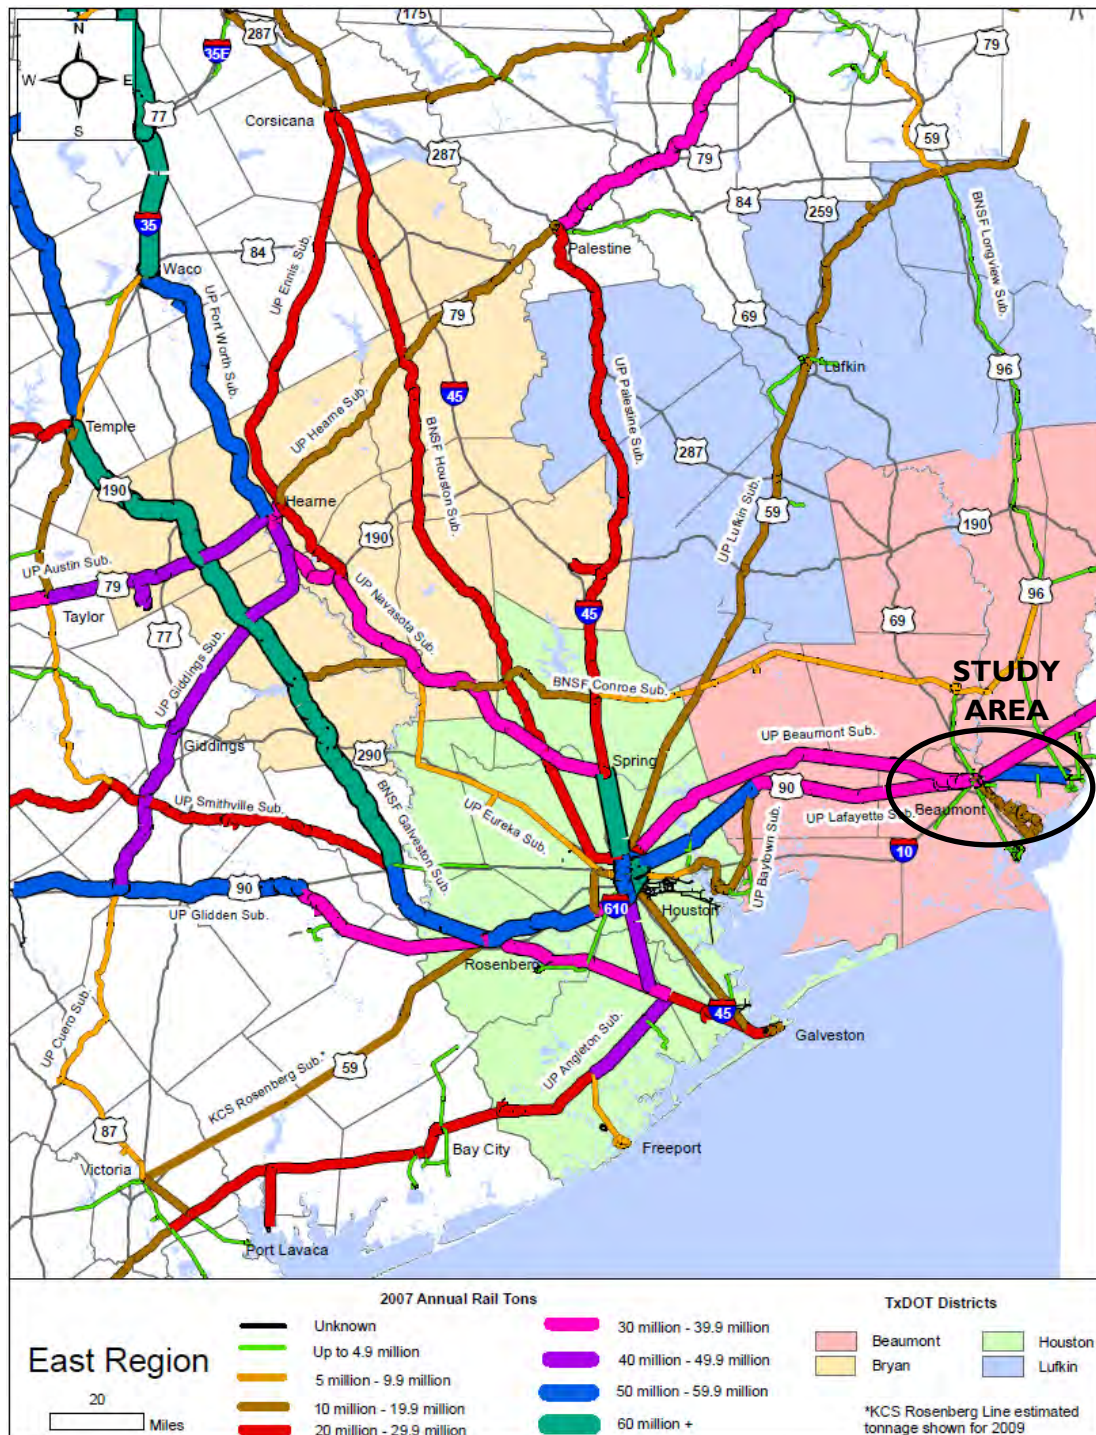 N
W E
S
175
287
35E
79
77
Corsicana
287
59
79
84
259
35
84
Palestine
Waco
UP Ennis Sub.
BNSF Longview Sub.
UP Fort Worth Sub.
79
69
Lufkin
96
45
UP Hearne Sub.
UP Palestine Sub.
Temple
BNSF Houston Sub.
287
190
Hearne
UP Lufkin Sub.
59
190
190
UP Austin Sub.
79
UP Navasota Sub.
Taylor
45
96
77
69
UP Giddings Sub.
BNSF Conroe Sub.
STUDY
AREA
Giddings
290
UP Beaumont Sub.
Spring
90
UP Smithville Sub.
BNSF Galveston Sub.
UP Eureka Sub.
UP Lafayette Sub.
Beaumont
UP Baytown Sub.
10
90
UP Glidden Sub.
610
Houston
Rosenberg
45
Galveston
UP Cuero Sub.
UP Angleton Sub.
KCS Rosenberg Sub.*
59
87
Bay City
Freeport
Victoria
Port Lavaca
2007 Annual Rail Tons
TxDOT Districts
Unknown
30 million - 39.9 million
Up to 4.9 million
Beaumont
Houston
East Region
40 million - 49.9 million
Bryan
Lufkin
5 million - 9.9 million
50 million - 59.9 million
20
Miles
10 million - 19.9 million
60 million +
*KCS Rosenberg Line estimated
tonnage shown for 2009
20 million - 29.9 million